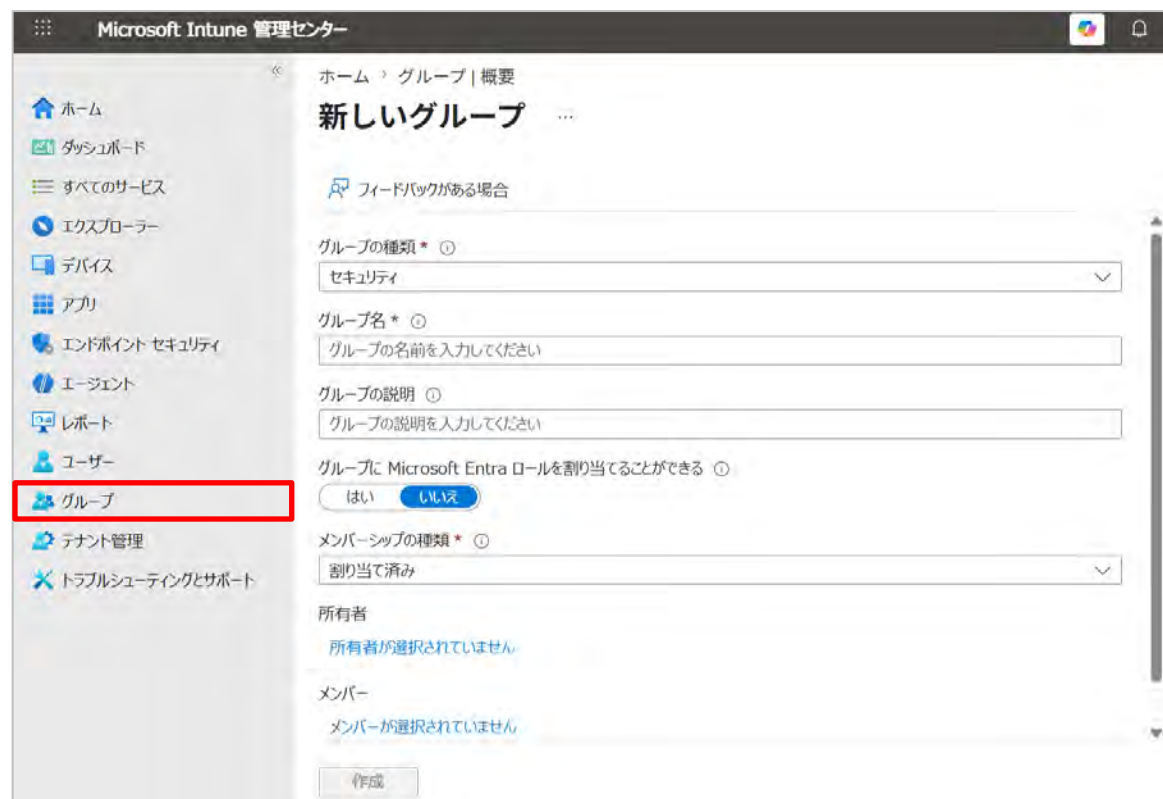 Microsoft Intune 管理センター
ホーム
ダッシュボード
すべてのサービス
エクスプローラー
デバイス
アプリ
エンドポイント セキュリティ
エージェント
レポート
ユーザー
グループ
テナント管理
トラブルシューティングとサポート
ホーム > グループ | 概要
新しいグループ …
フィードバックがある場合
グループの種類 *
セキュリティ
グループ名 *
グループの名前を入力してください
グループの説明
グループの説明を入力してください
グループに Microsoft Entra ロールを割り当てることができる
はい いいえ
メンバーシップの種類 *
割り当て済み
所有者
所有者が選択されていません
メンバー
メンバーが選択されていません
作成